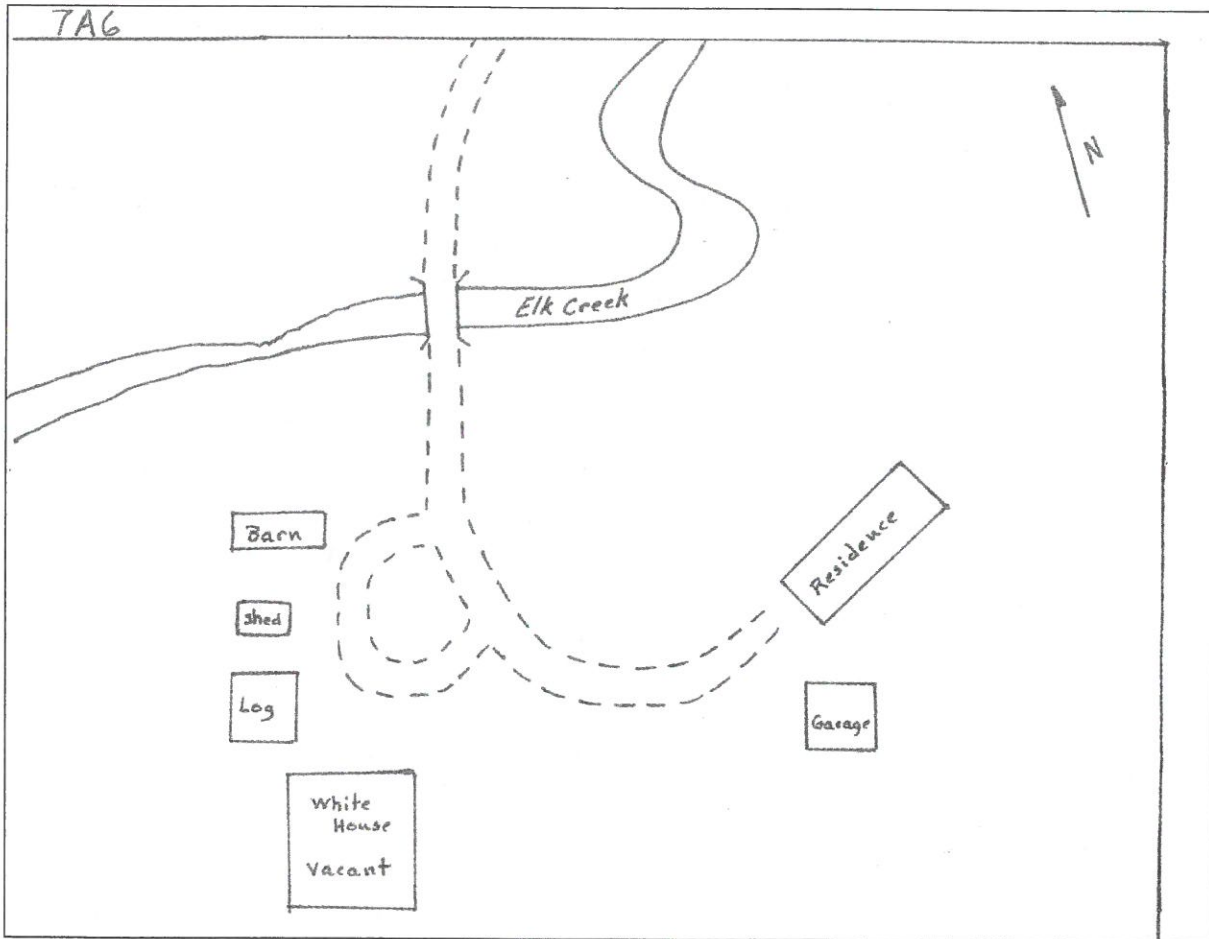 7A6
N
Elk Creek
Barn
Residence
Shed
Log
Garage
White
House
Vacant